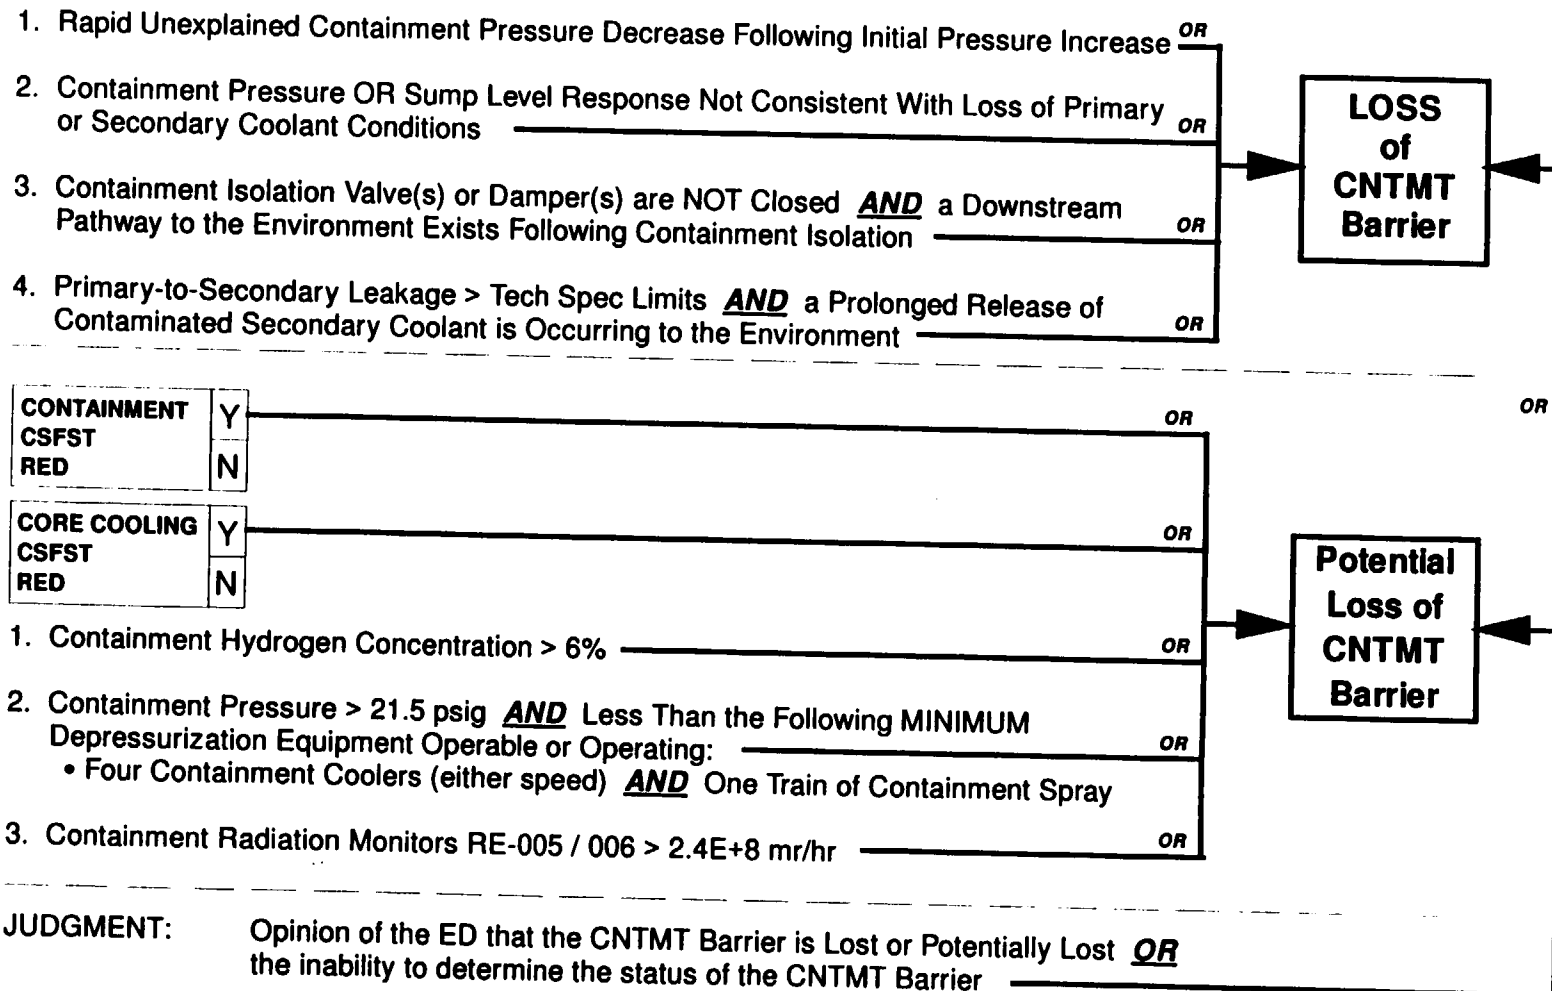 1. Rapid Unexplained Containment Pressure Decrease Following Initial Pressure Increase OR
2. Containment Pressure OR Sump Level Response Not Consistent With Loss of Primary
or Secondary Coolant Conditions OR
3. Containment Isolation Valve(s) or Damper(s) are NOT Closed AND a Downstream
Pathway to the Environment Exists Following Containment Isolation OR
4. Primary-to-Secondary Leakage > Tech Spec Limits AND a Prolonged Release of
Contaminated Secondary Coolant is Occurring to the Environment OR
LOSS
of
CNTMT
Barrier
OR
CONTAINMENT
CSFST
RED
Y
N
OR
CORE COOLING
CSFST
RED
Y
N
OR
1. Containment Hydrogen Concentration > 6% OR
2. Containment Pressure > 21.5 psig AND Less Than the Following MINIMUM
Depressurization Equipment Operable or Operating: OR
• Four Containment Coolers (either speed) AND One Train of Containment Spray
3. Containment Radiation Monitors RE-005 / 006 > 2.4E+8 mr/hr OR
Potential
Loss of
CNTMT
Barrier
JUDGMENT: Opinion of the ED that the CNTMT Barrier is Lost or Potentially Lost OR
the inability to determine the status of the CNTMT Barrier